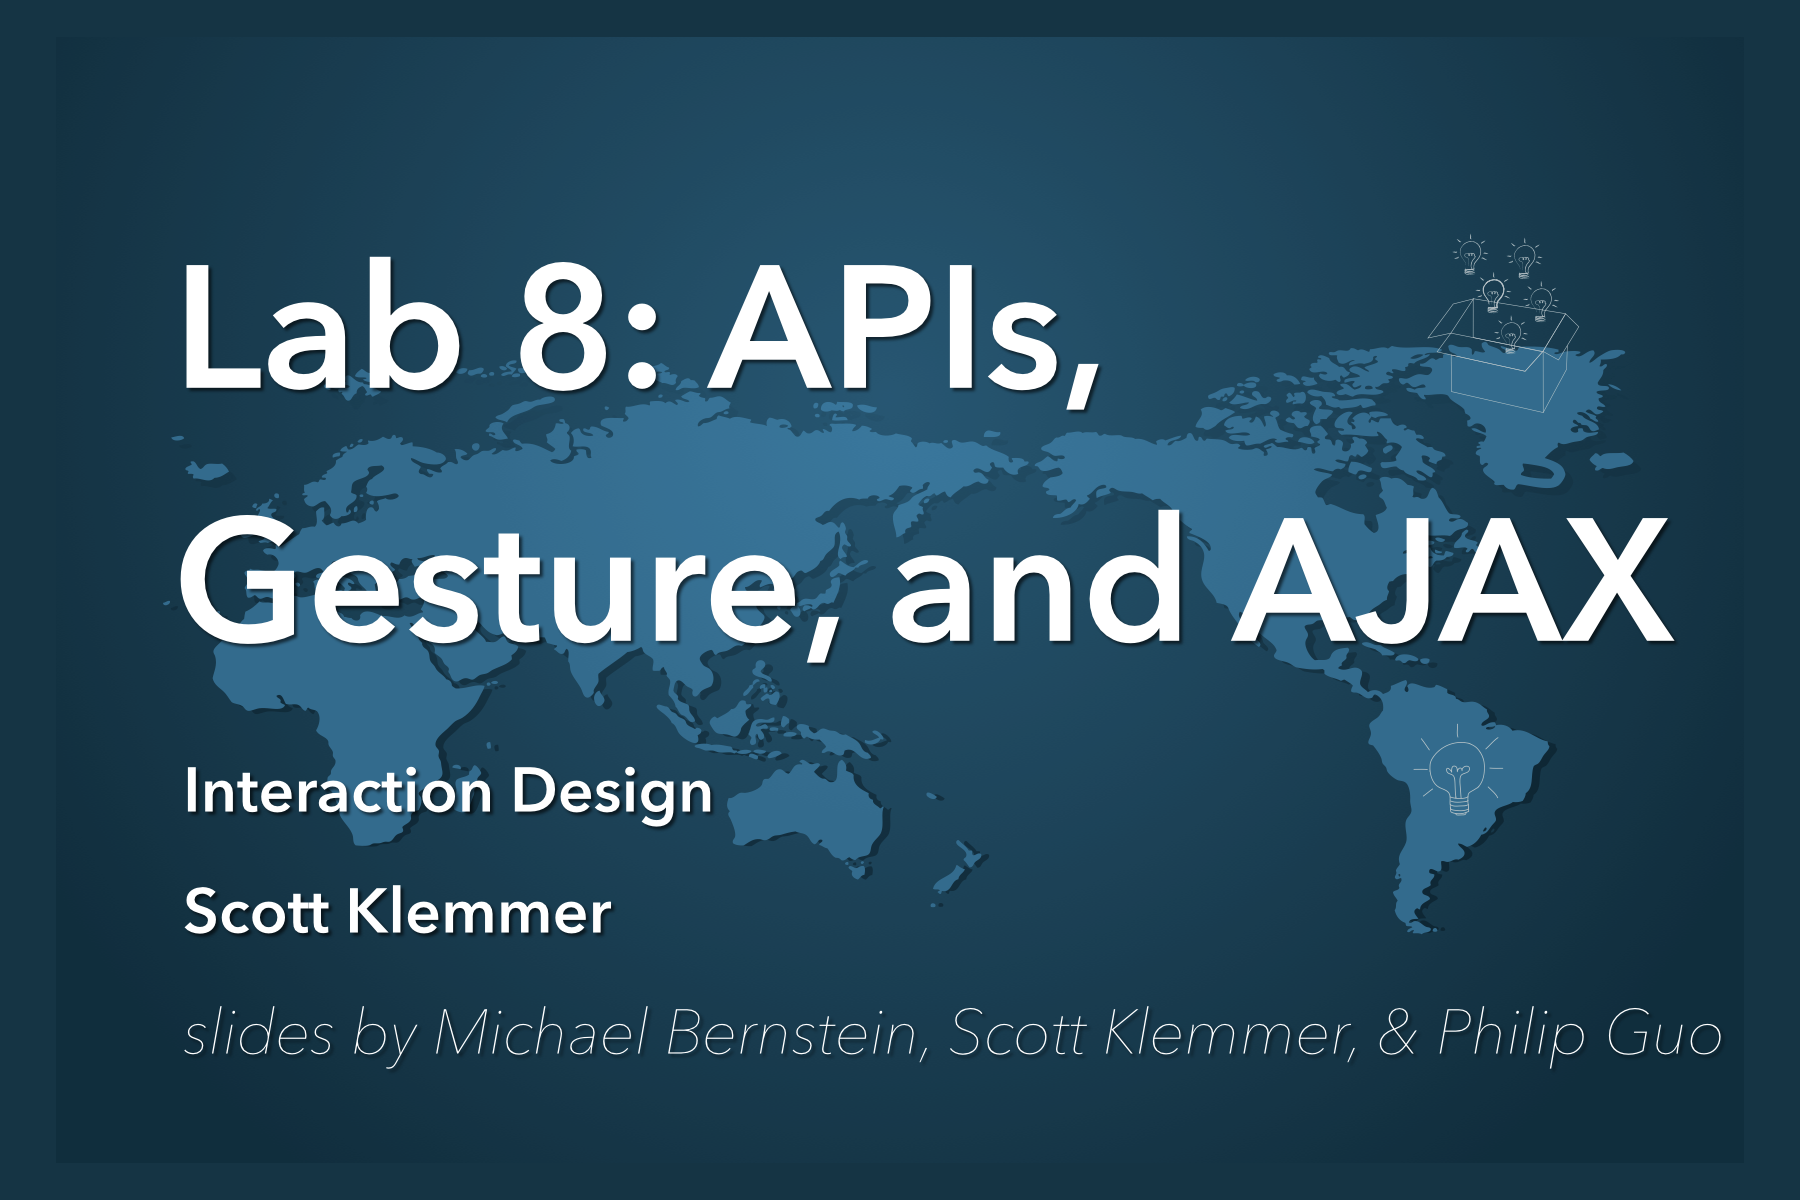 Lab 8: APIs,
Gesture, and AJAX
Interaction Design
Scott Klemmer
slides by Michael Bernstein, Scott Klemmer, & Philip Guo